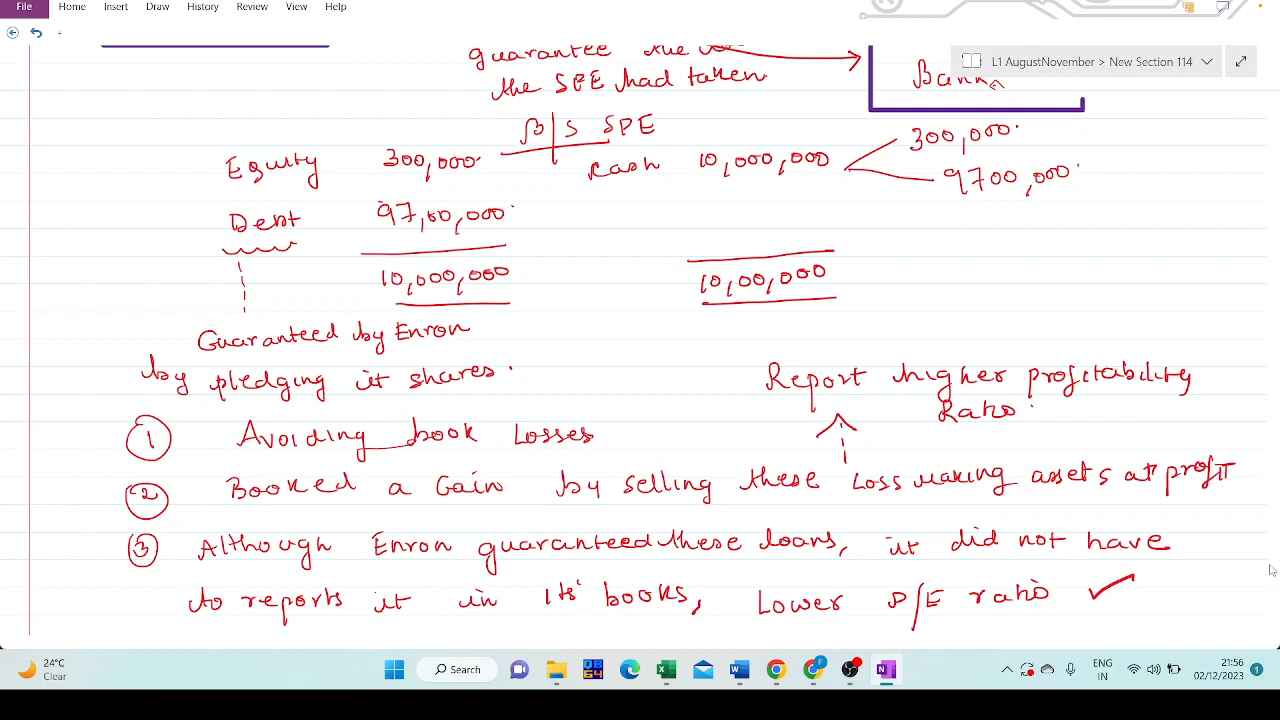 File Home Insert Draw History Review View Help
L1 AugustNovember > New Section 114
guarantee the
the SPE had taken
Bank
B/S SPE
Equity 300,000 Cash 10,000,000 300,000
9700,000
Debt 97,00,000
10,000,000 10,00,000
Guaranteed by Enron
by pledging it shares.
Report higher profitability
Ratio.
① Avoiding book Losses
② Booked a Gain by selling these Loss making assets at profit
③ Although Enron guaranteed these loans, it did not have
to reports it in its' books, Lower D/E ratio ✓
24°C
Clear
Search
ENG
IN
21:56
02/12/2023